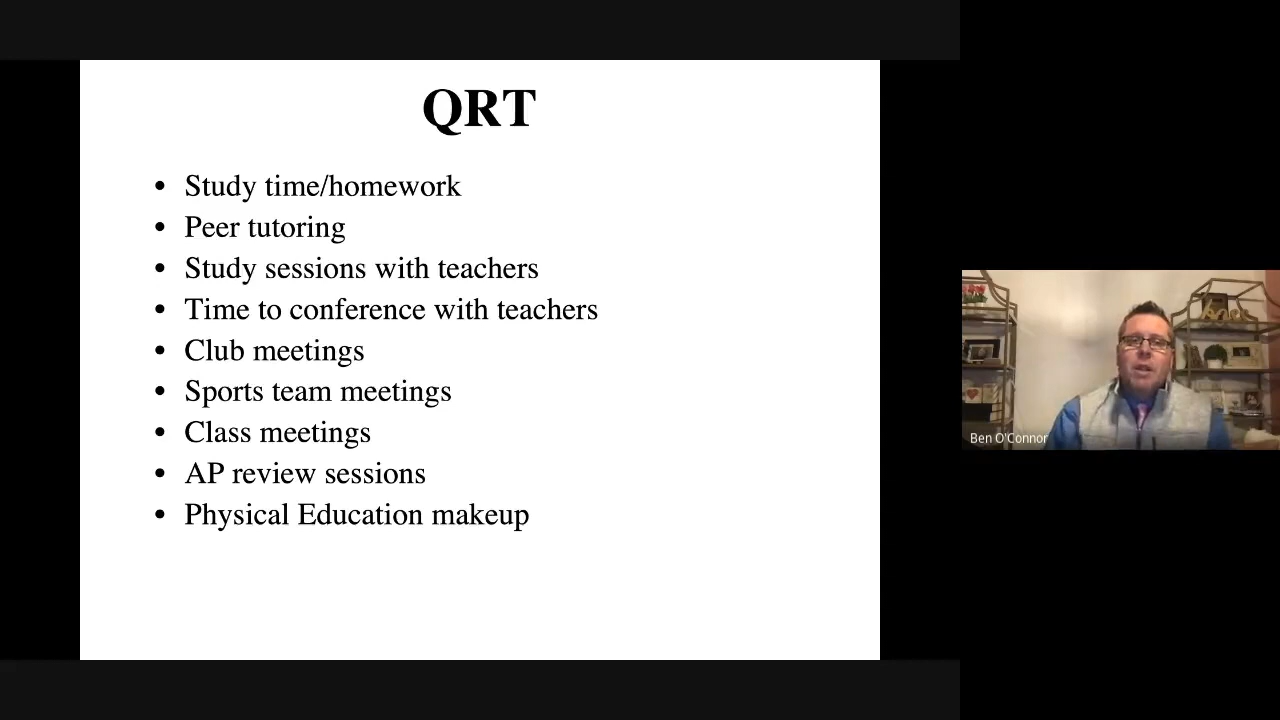 QRT
• Study time/homework
• Peer tutoring
• Study sessions with teachers
• Time to conference with teachers
• Club meetings
• Sports team meetings
• Class meetings
• AP review sessions
• Physical Education makeup
Ben O'Connor